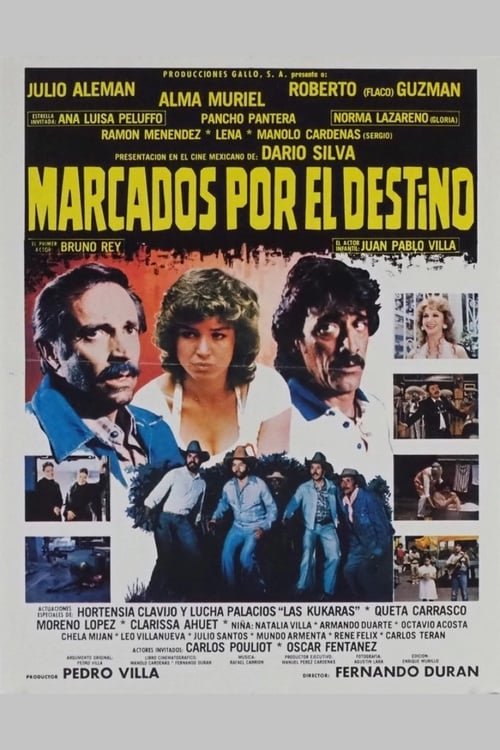 PRODUCCIONES GALLO, S. A. presenta a:
JULIO ALEMAN
ROBERTO (FLACO) GUZMAN
ALMA MURIEL
ESTRELLA INVITADA: ANA LUISA PELUFFO
PANCHO PANTERA
NORMA LAZARENO (GLORIA)
RAMON MENENDEZ * LENA * MANOLO CARDENAS (SERGIO)
PRESENTACION EN EL CINE MEXICANO DE: DARIO SILVA
MARCADOS POR EL DESTiNO
EL PRIMER ACTOR: BRUNO REY
EL ACTOR INFANTIL: JUAN PABLO VILLA
ACTUACIONES ESPECIALES DE: HORTENSIA CLAVIJO Y LUCHA PALACIOS "LAS KUKARAS" * QUETA CARRASCO
MORENO LOPEZ * CLARISSA AHUET * NIÑA: NATALIA VILLA * ARMANDO DUARTE * OCTAVIO ACOSTA
CHELA MIJAN * LEO VILLANUEVA * JULIO SANTOS * MUNDO ARMENTA * RENE FELIX * CARLOS TERAN
ACTORES INVITADOS: CARLOS POULIOT * OSCAR FENTANEZ
ARGUMENTO ORIGINAL: PEDRO VILLA
LIBRO CINEMATOGRAFICO: MANOLO CARDENAS * FERNANDO DURAN
MUSICA: RAFAEL CARRION
PRODUCTOR EJECUTIVO: MANUEL PEREZ CARDENAS
FOTOGRAFIA: AGUSTIN LARA
EDICION: ENRIQUE MURILLO
PRODUCTOR PEDRO VILLA
DIRECTOR: FERNANDO DURAN